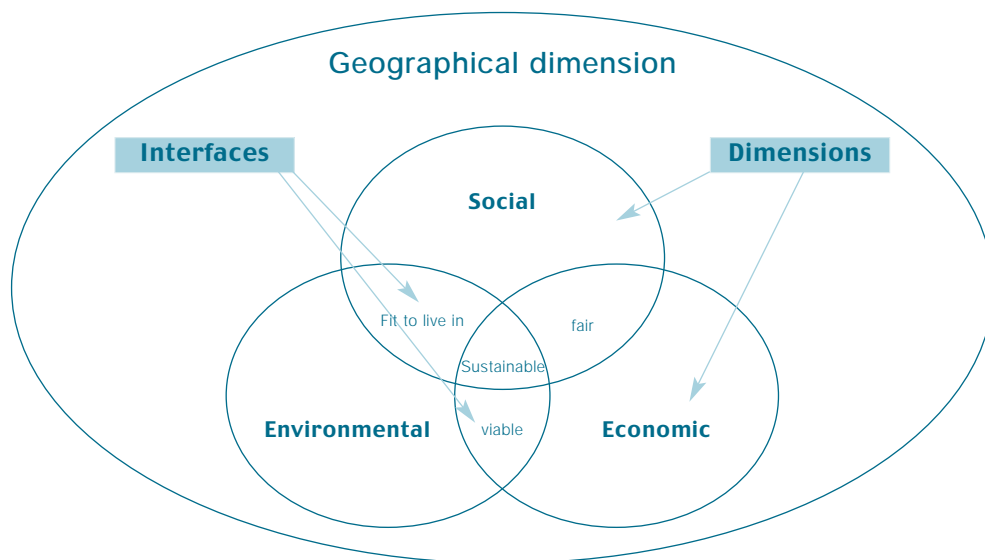 Geographical dimension
Interfaces
Dimensions
Social
Fit to live in
fair
Sustainable
Environmental
viable
Economic